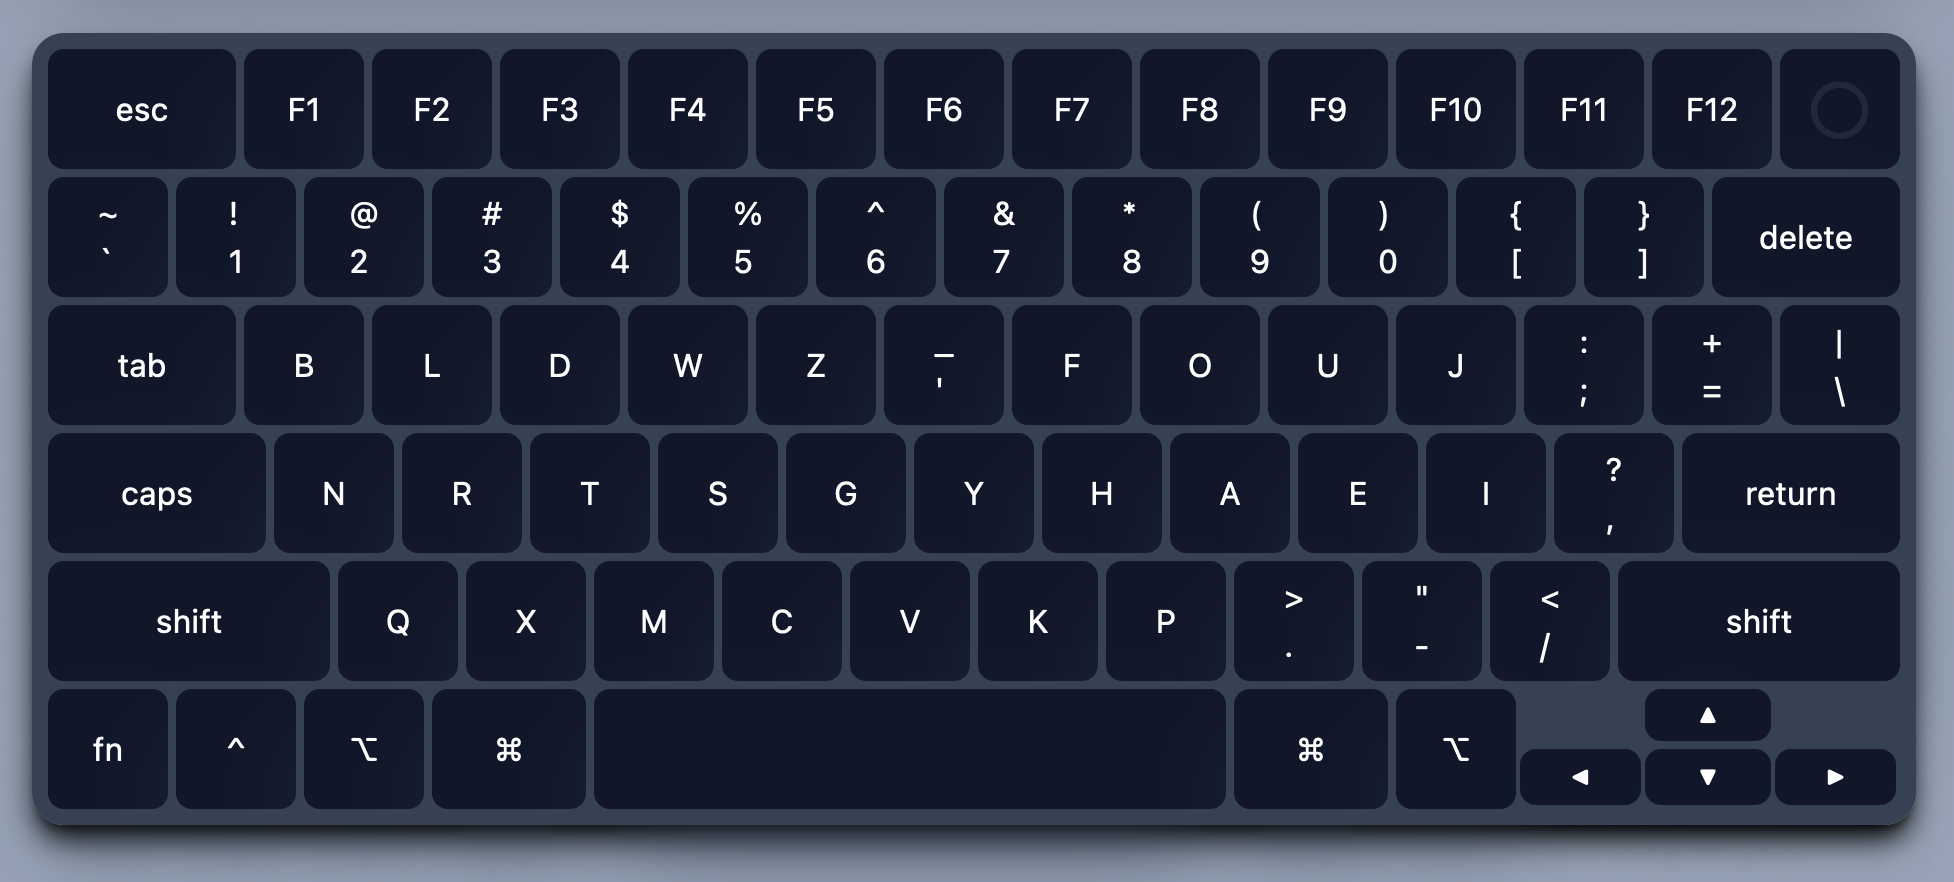 esc F1 F2 F3 F4 F5 F6 F7 F8 F9 F10 F11 F12
~ ! @ # $ % ^ & * ( ) { } delete
` 1 2 3 4 5 6 7 8 9 0 [ ]
tab B L D W Z _ F O U J : + |
' ; = \
caps N R T S G Y H A E I ? return
,
shift Q X M C V K P > " < shift
. - /
fn ^ ⌥ ⌘ ⌘ ⌥ ▲
◀ ▼ ▶